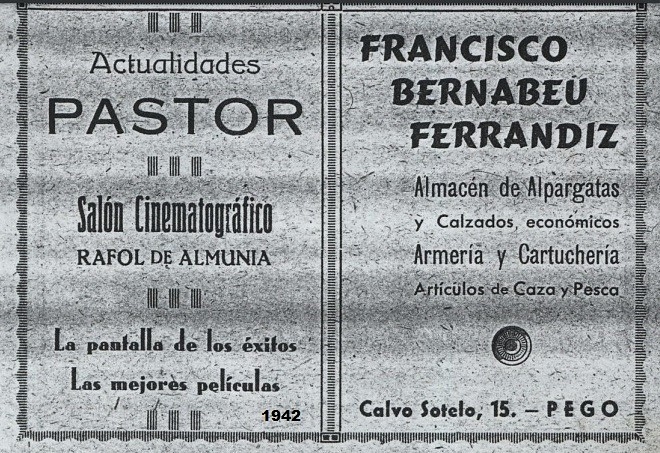 Actualidades
PASTOR
Salón Cinematográfico
RAFOL DE ALMUNIA
La pantalla de los éxitos
Las mejores películas
1942
FRANCISCO
BERNABEU
FERRANDIZ
Almacén de Alpargatas
y Calzados, económicos
Armería y Cartuchería
Artículos de Caza y Pesca
Calvo Sotelo, 15. – PEGO